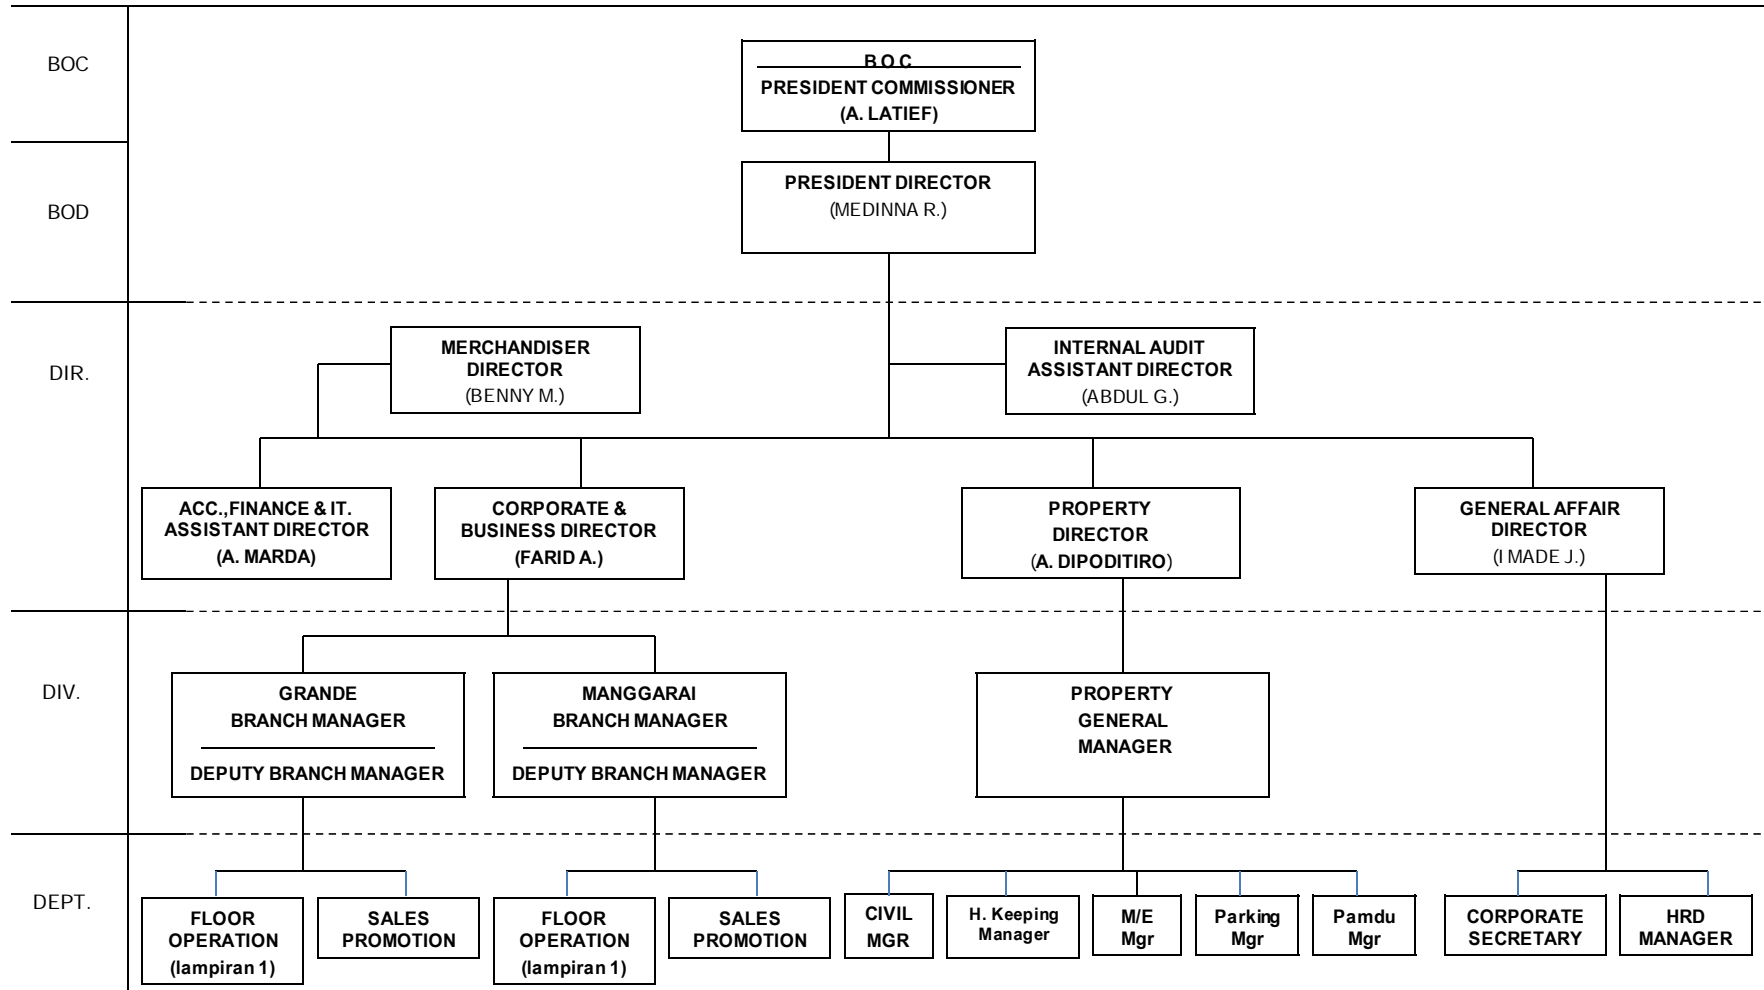 BOC
B O C
PRESIDENT COMMISSIONER
(A. LATIEF)
BOD
PRESIDENT DIRECTOR
(MEDINNA R.)
DIR.
MERCHANDISER
DIRECTOR
(BENNY M.)
INTERNAL AUDIT
ASSISTANT DIRECTOR
(ABDUL G.)
ACC.,FINANCE & IT.
ASSISTANT DIRECTOR
(A. MARDA)
CORPORATE &
BUSINESS DIRECTOR
(FARID A.)
PROPERTY
DIRECTOR
(A. DIPODITIRO)
GENERAL AFFAIR
DIRECTOR
(I MADE J.)
DIV.
GRANDE
BRANCH MANAGER
DEPUTY BRANCH MANAGER
MANGGARAI
BRANCH MANAGER
DEPUTY BRANCH MANAGER
PROPERTY
GENERAL
MANAGER
DEPT.
FLOOR
OPERATION
(lampiran 1)
SALES
PROMOTION
FLOOR
OPERATION
(lampiran 1)
SALES
PROMOTION
CIVIL
MGR
H. Keeping
Manager
M/E
Mgr
Parking
Mgr
Pamdu
Mgr
CORPORATE
SECRETARY
HRD
MANAGER